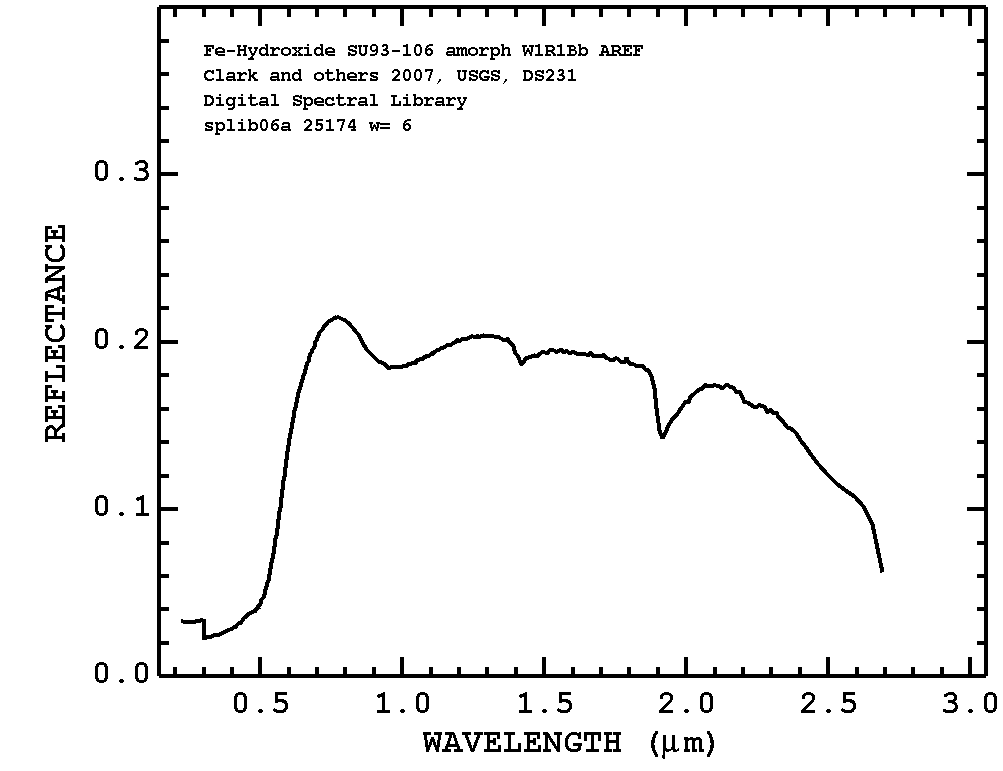 Fe-Hydroxide SU93-106 amorph W1R1Bb AREF
Clark and others 2007, USGS, DS231
Digital Spectral Library
splib06a 25174 w= 6
0.3
0.2
0.1
0.0
REFLECTANCE
0.5 1.0 1.5 2.0 2.5 3.0
WAVELENGTH (μm)